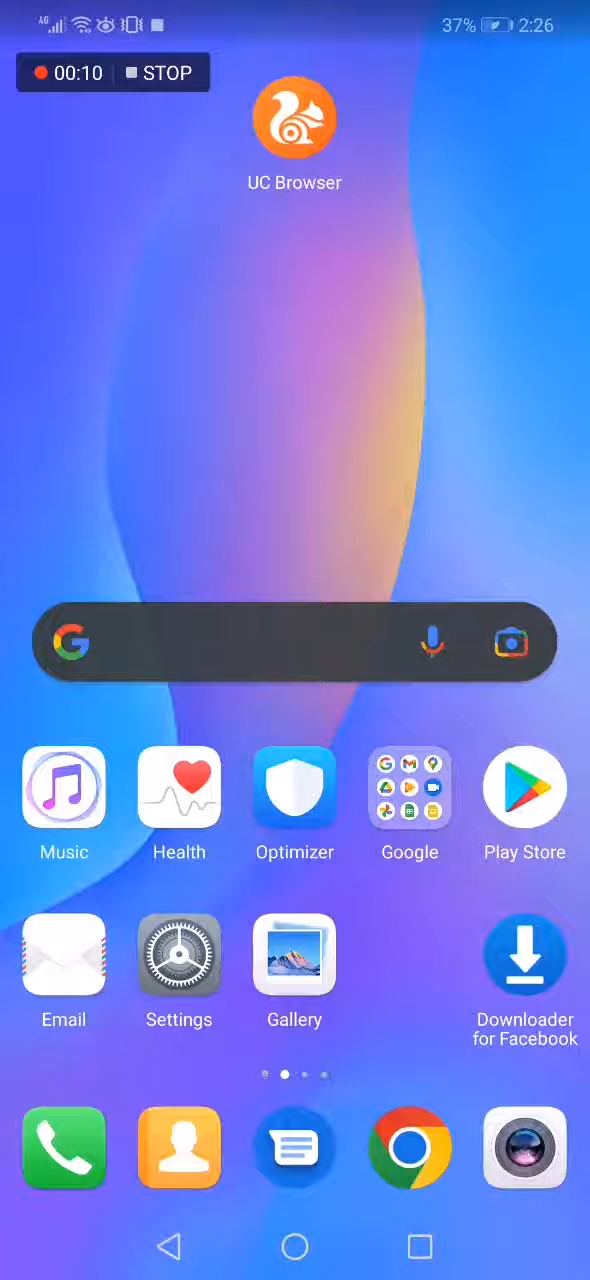 4G
37%
2:26
00:10
STOP
UC Browser
Music
Health
Optimizer
Google
Play Store
Email
Settings
Gallery
Downloader
for Facebook